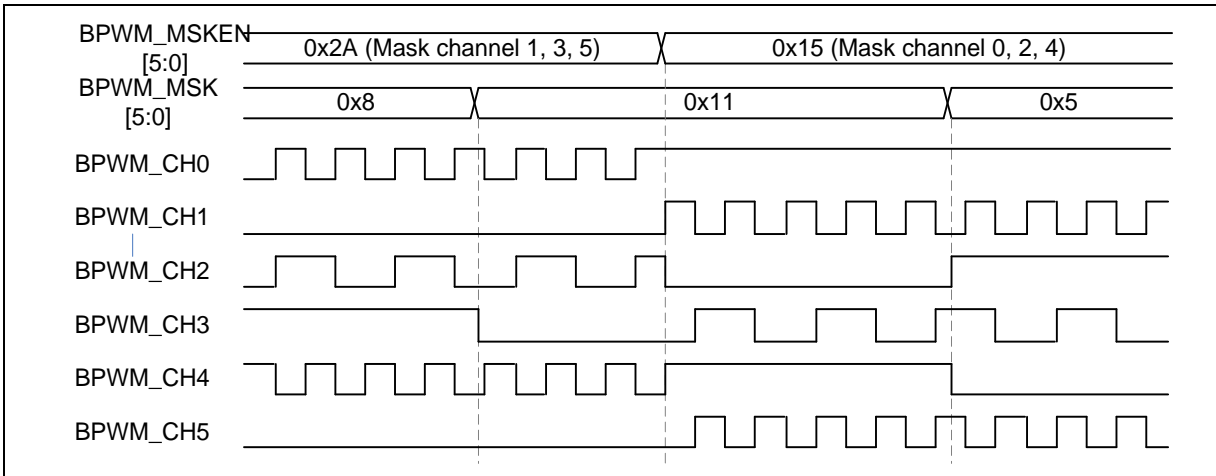 BPWM_MSKEN
[5:0]
0x2A (Mask channel 1, 3, 5)
0x15 (Mask channel 0, 2, 4)
BPWM_MSK
[5:0]
0x8
0x11
0x5
BPWM_CH0
BPWM_CH1
BPWM_CH2
BPWM_CH3
BPWM_CH4
BPWM_CH5